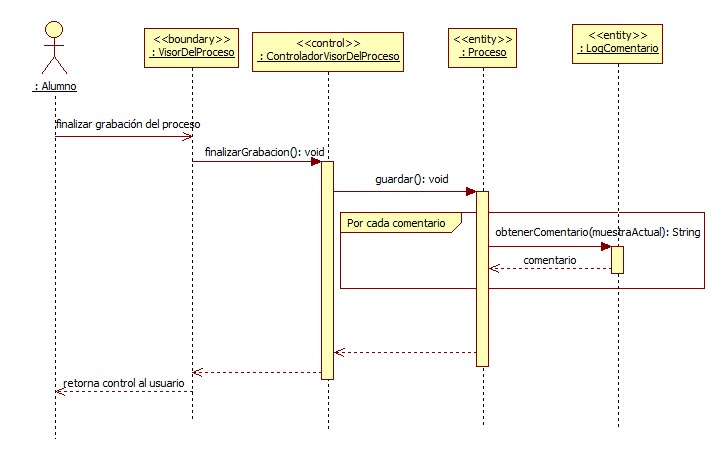 <<boundary>>
: VisorDelProceso
<<control>>
: ControladorVisorDelProceso
<<entity>>
: Proceso
<<entity>>
: LogComentario
: Alumno
finalizar grabación del proceso
finalizarGrabacion(): void
guardar(): void
Por cada comentario
obtenerComentario(muestraActual): String
comentario
retorna control al usuario